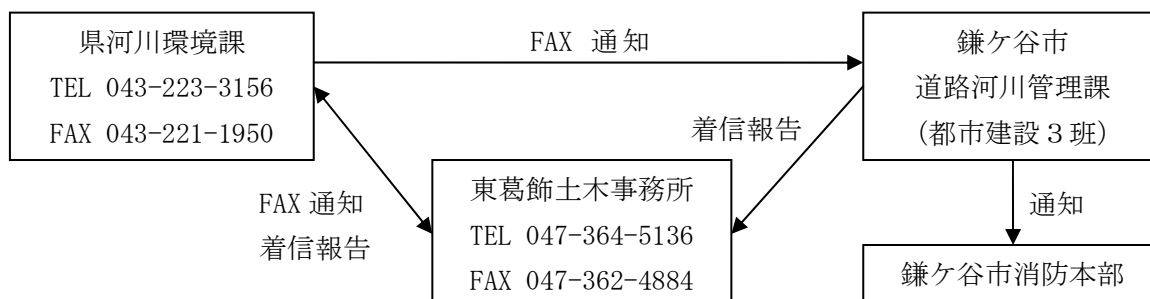 県河川環境課
TEL 043-223-3156
FAX 043-221-1950
FAX 通知
鎌ケ谷市
道路河川管理課
(都市建設３班)
着信報告
FAX 通知
着信報告
東葛飾土木事務所
TEL 047-364-5136
FAX 047-362-4884
通知
鎌ケ谷市消防本部